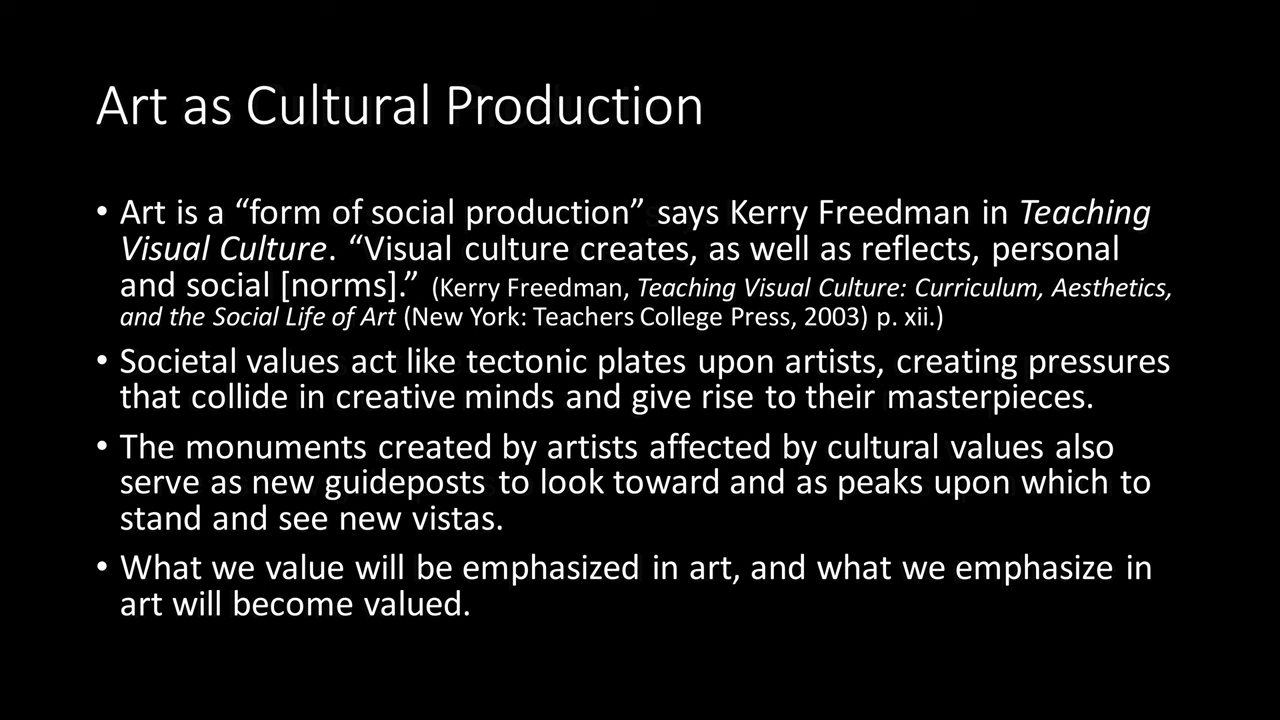 Art as Cultural Production
• Art is a “form of social production” says Kerry Freedman in Teaching
Visual Culture. “Visual culture creates, as well as reflects, personal
and social [norms].” (Kerry Freedman, Teaching Visual Culture: Curriculum, Aesthetics,
and the Social Life of Art (New York: Teachers College Press, 2003) p. xii.)
• Societal values act like tectonic plates upon artists, creating pressures
that collide in creative minds and give rise to their masterpieces.
• The monuments created by artists affected by cultural values also
serve as new guideposts to look toward and as peaks upon which to
stand and see new vistas.
• What we value will be emphasized in art, and what we emphasize in
art will become valued.